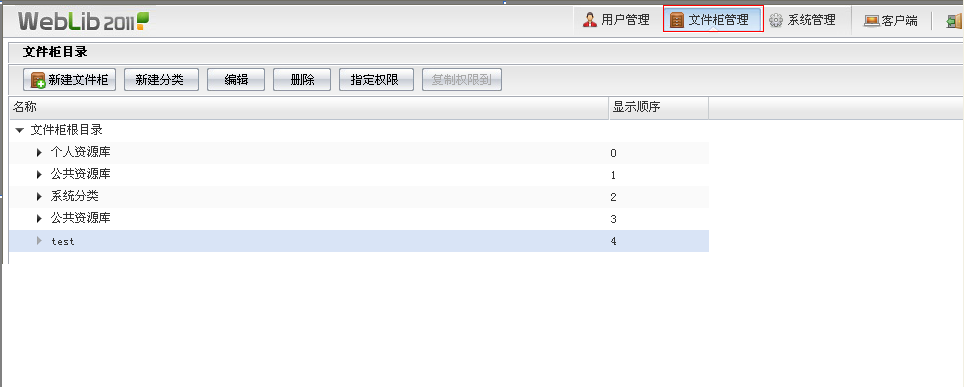 WebLib 2011 用户管理 文件柜管理 系统管理 客户端
文件柜目录
新建文件柜 新建分类 编辑 删除 指定权限 复制权限到
名称 显示顺序
文件柜根目录
个人资源库 0
公共资源库 1
系统分类 2
公共资源库 3
test 4